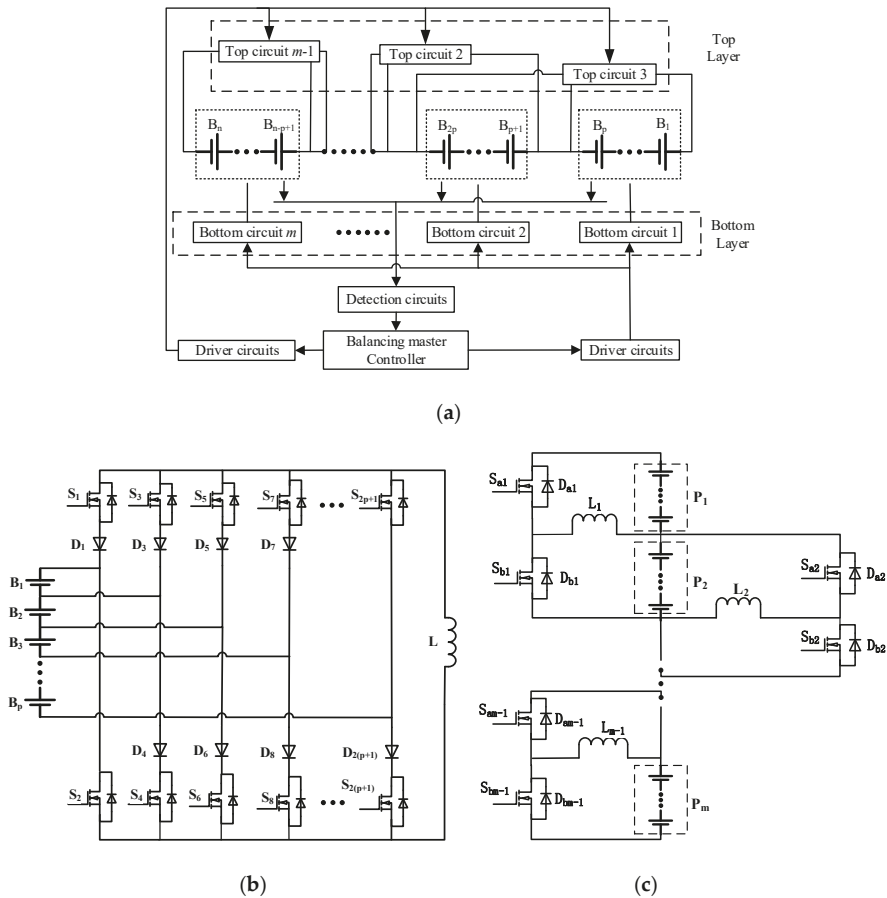 Top circuit m-1
Top circuit 2
Top circuit 3
Top
Layer
Bn
Bn-p+1
B2p
Bp+1
Bp
B1
Bottom circuit m
Bottom circuit 2
Bottom circuit 1
Bottom
Layer
Detection circuits
Driver circuits
Balancing master
Controller
Driver circuits
(a)
S1
S3
S5
S7
S2p+1
D1
D3
D5
D7
B1
B2
B3
Bp
L
D4
D6
D8
D2(p+1)
S2
S4
S6
S8
S2(p+1)
(b)
Sa1
Da1
P1
L1
Sb1
Db1
P2
Sa2
Da2
L2
Sb2
Db2
Sam-1
Dam-1
Lm-1
Sbm-1
Dbm-1
Pm
(c)